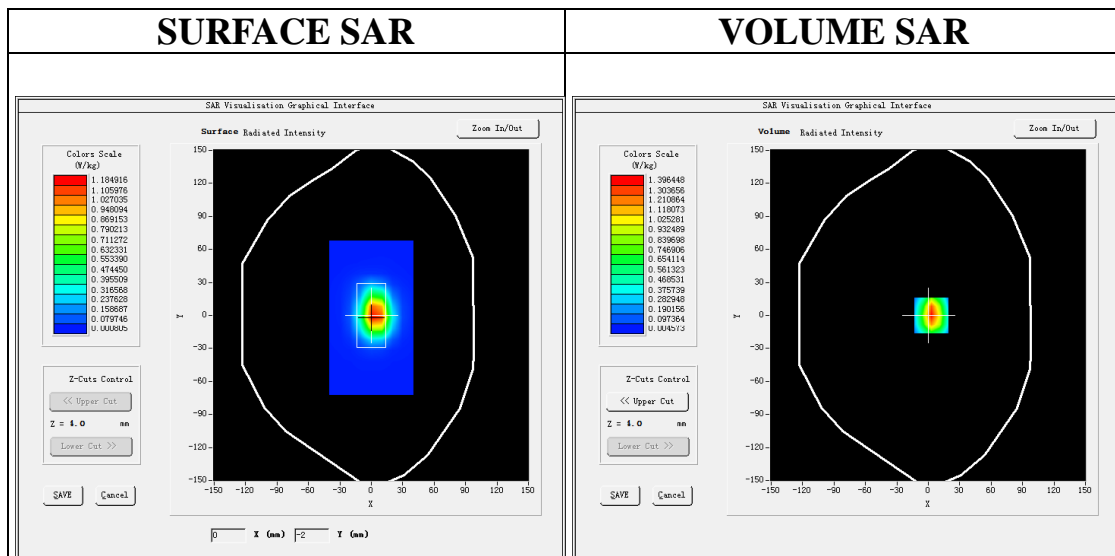 SURFACE SAR
VOLUME SAR
SAR Visualisation Graphical Interface
Surface Radiated Intensity
Zoom In/Out
Colors Scale
(W/kg)
1.184916
1.105976
1.027035
0.948094
0.869153
0.790213
0.711272
0.632331
0.553390
0.474450
0.395509
0.316568
0.237628
0.158687
0.079746
0.000805
Z-Cuts Control
<< Upper Cut
Z = 4.0 mm
Lower Cut >>
SAVE Cancel
150
120
90
60
30
0
-30
-60
-90
-120
-150
Y
-150 -120 -90 -60 -30 0 30 60 90 120 150
X
0 X (mm) -2 Y (mm)
SAR Visualisation Graphical Interface
Volume Radiated Intensity
Zoom In/Out
Colors Scale
(W/kg)
1.396448
1.303656
1.210864
1.118073
1.025281
0.932489
0.839698
0.746906
0.654114
0.561323
0.468531
0.375739
0.282948
0.190156
0.097364
0.004573
Z-Cuts Control
<< Upper Cut
Z = 4.0 mm
Lower Cut >>
SAVE Cancel
150
120
90
60
30
0
-30
-60
-90
-120
-150
Y
-150 -120 -90 -60 -30 0 30 60 90 120 150
X